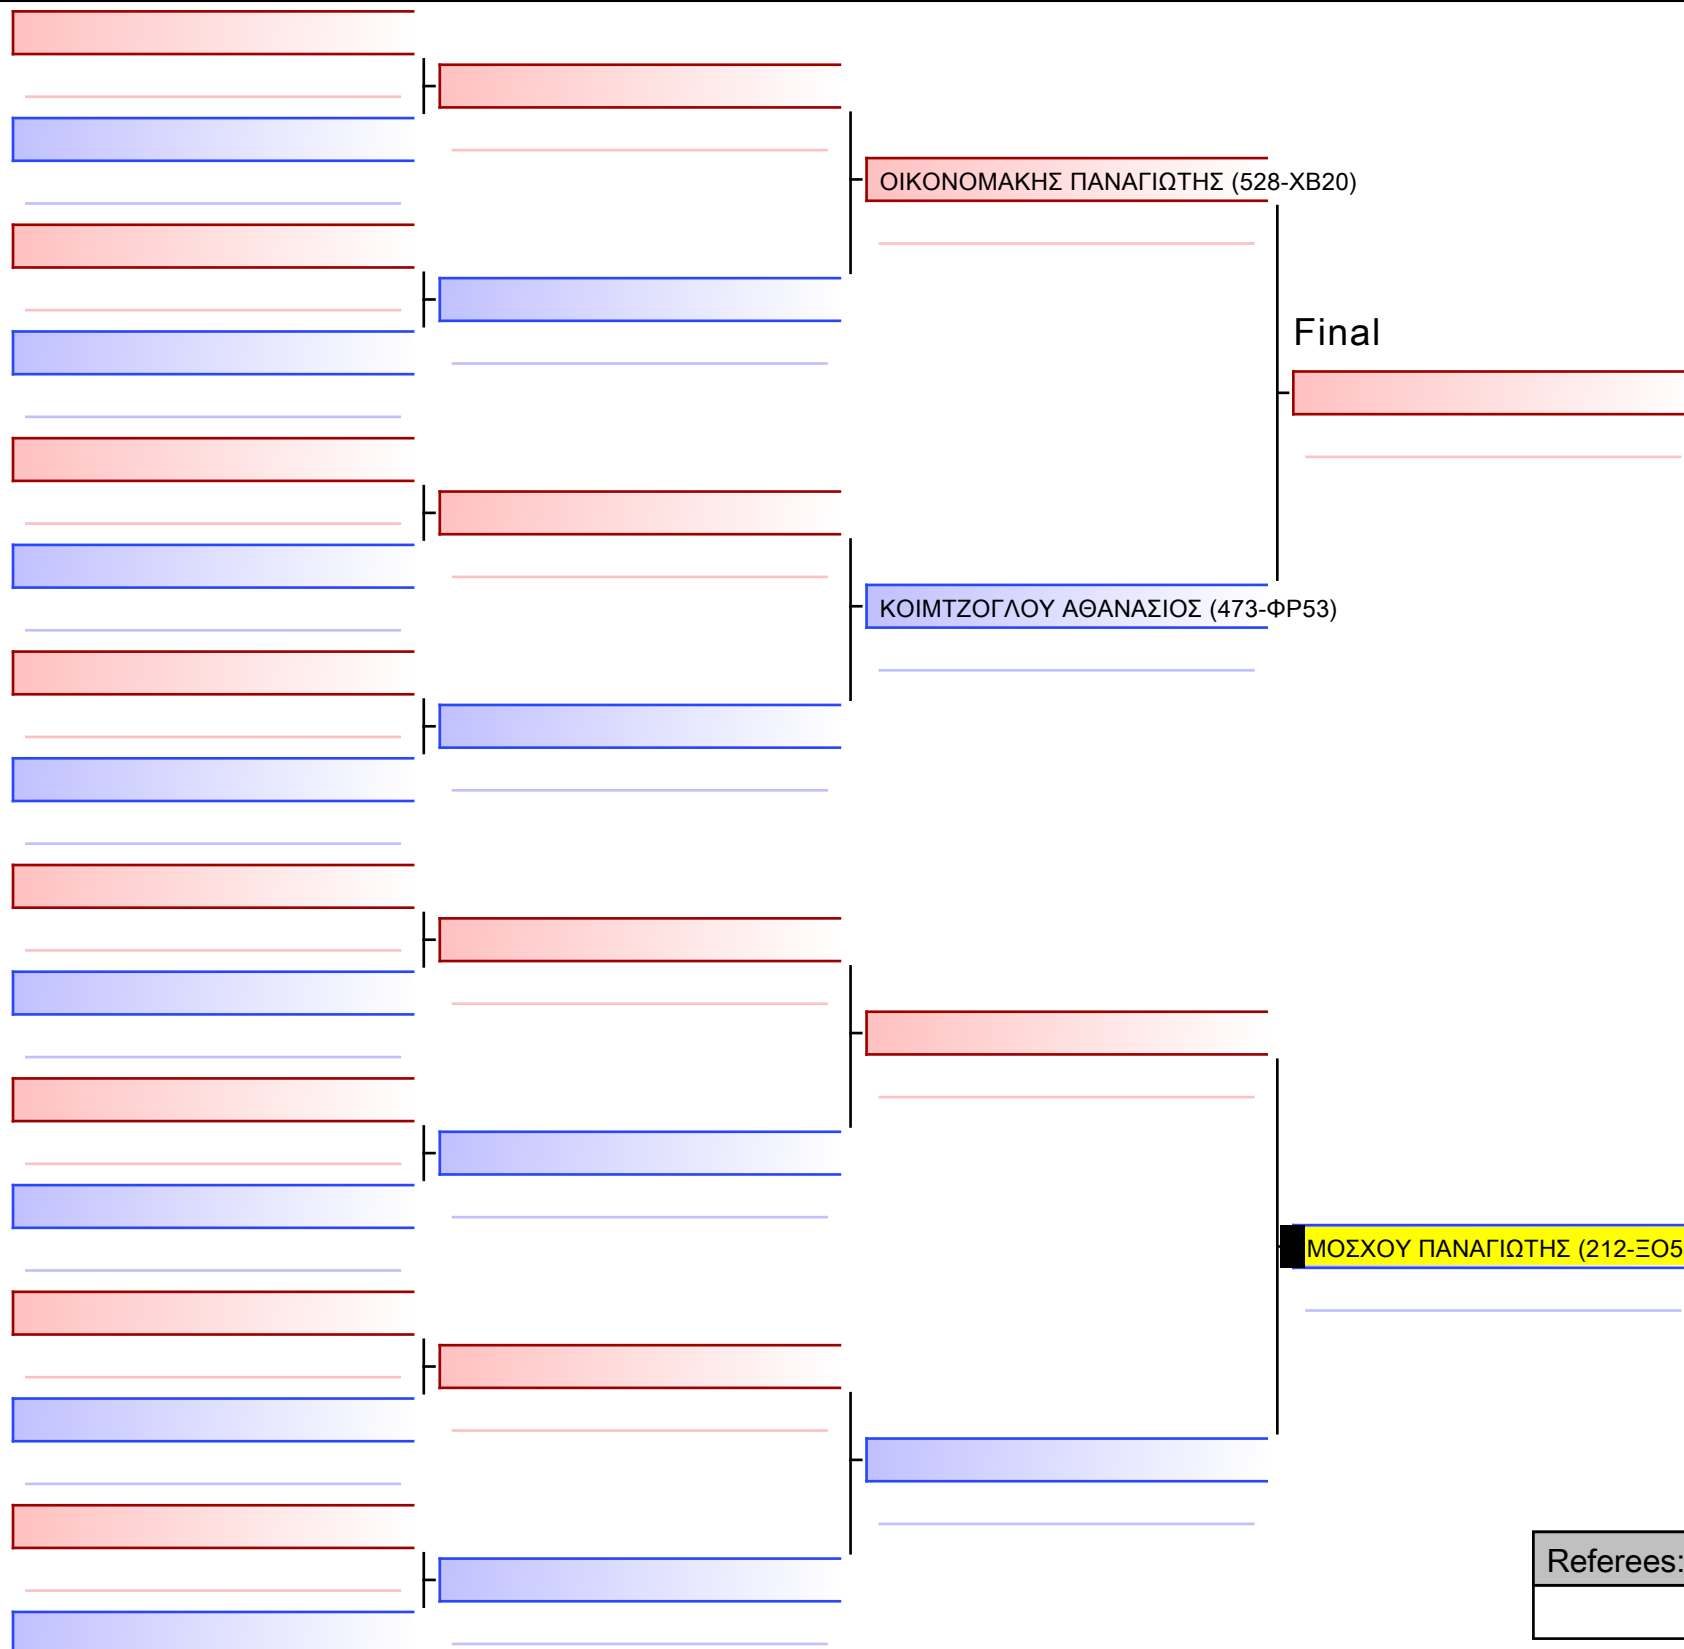 ΟΙΚΟΝΟΜΑΚΗΣ ΠΑΝΑΓΙΩΤΗΣ (528-ΧΒ20)
Final
ΚΟΙΜΤΖΟΓΛΟΥ ΑΘΑΝΑΣΙΟΣ (473-ΦΡ53)
ΜΟΣΧΟΥ ΠΑΝΑΓΙΩΤΗΣ (212-ΞΟ5
Referees: